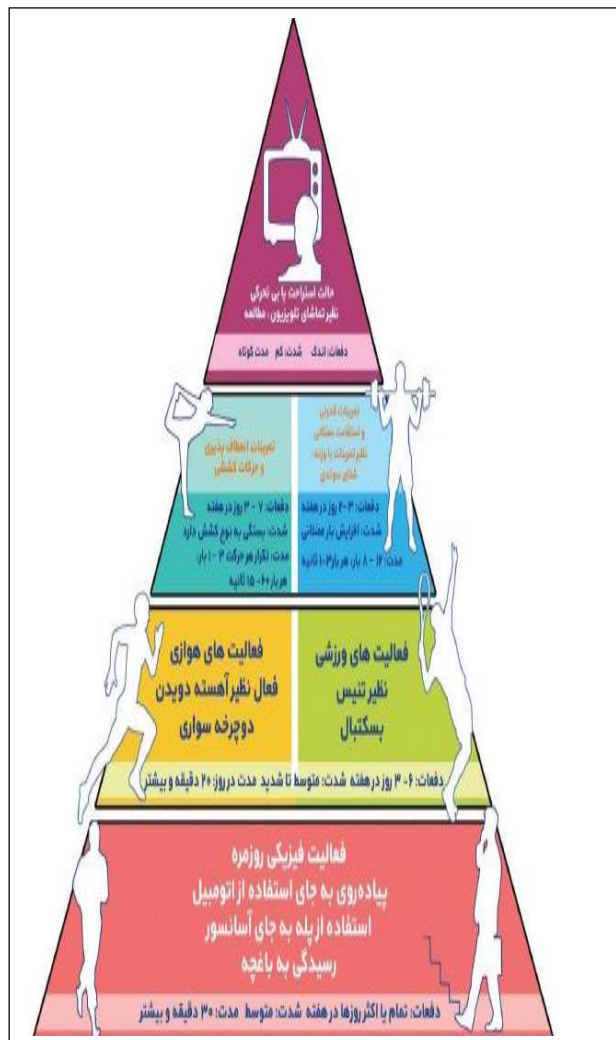 حالت استراحت یا بی تحرکی
نظیر تماشای تلویزیون ، مطالعه
دفعات: اندک شدت: کم مدت کوتاه
تمرینات قدرتی
و استقامت عضلانی
نظیر تمرینات با وزنه-
شنای سوئدی
دفعات: ۳-۲ روز در هفته
شدت: افزایش بار عضلانی
مدت: ۱۲ - ۸ بار، هر بار ۳-۱ ثانیه
تمرینات انعطاف پذیری
و حرکات کششی
دفعات: ۷ - ۳ روز در هفته
شدت: بستگی به نوع کشش دارد
مدت: تکرار هر حرکت ۳ - ۱ بار،
هر بار ۶۰-۱۵ ثانیه
فعالیت های ورزشی
نظیر تنیس
بسکتبال
فعالیت های هوازی
فعال نظیر آهسته دویدن
دوچرخه سواری
دفعات: ۶- ۳ روز در هفته شدت: متوسط تا شدید مدت در روز: ۲۰ دقیقه و بیشتر
فعالیت فیزیکی روزمره
پیاده‌روی به جای استفاده از اتومبیل
استفاده از پله به جای آسانسور
رسیدگی به باغچه
دفعات: تمام یا اکثر روزها در هفته شدت: متوسط مدت: ۳۰ دقیقه و بیشتر